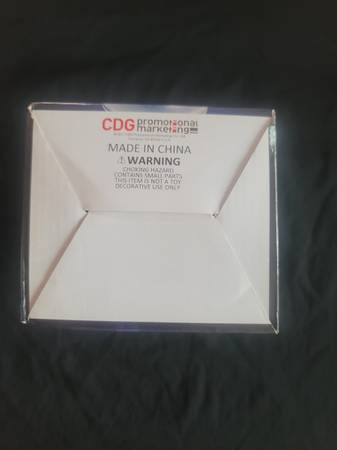 CDG promotional
marketing
MADE IN CHINA
⚠ WARNING
CHOKING HAZARD
CONTAINS SMALL PARTS
THIS ITEM IS NOT A TOY
DECORATIVE USE ONLY